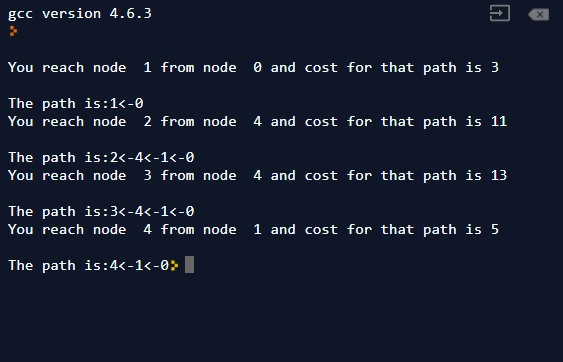 gcc version 4.6.3
You reach node  1 from node  0 and cost for that path is 3
The path is:1<-0
You reach node  2 from node  4 and cost for that path is 11
The path is:2<-4<-1<-0
You reach node  3 from node  4 and cost for that path is 13
The path is:3<-4<-1<-0
You reach node  4 from node  1 and cost for that path is 5
The path is:4<-1<-0